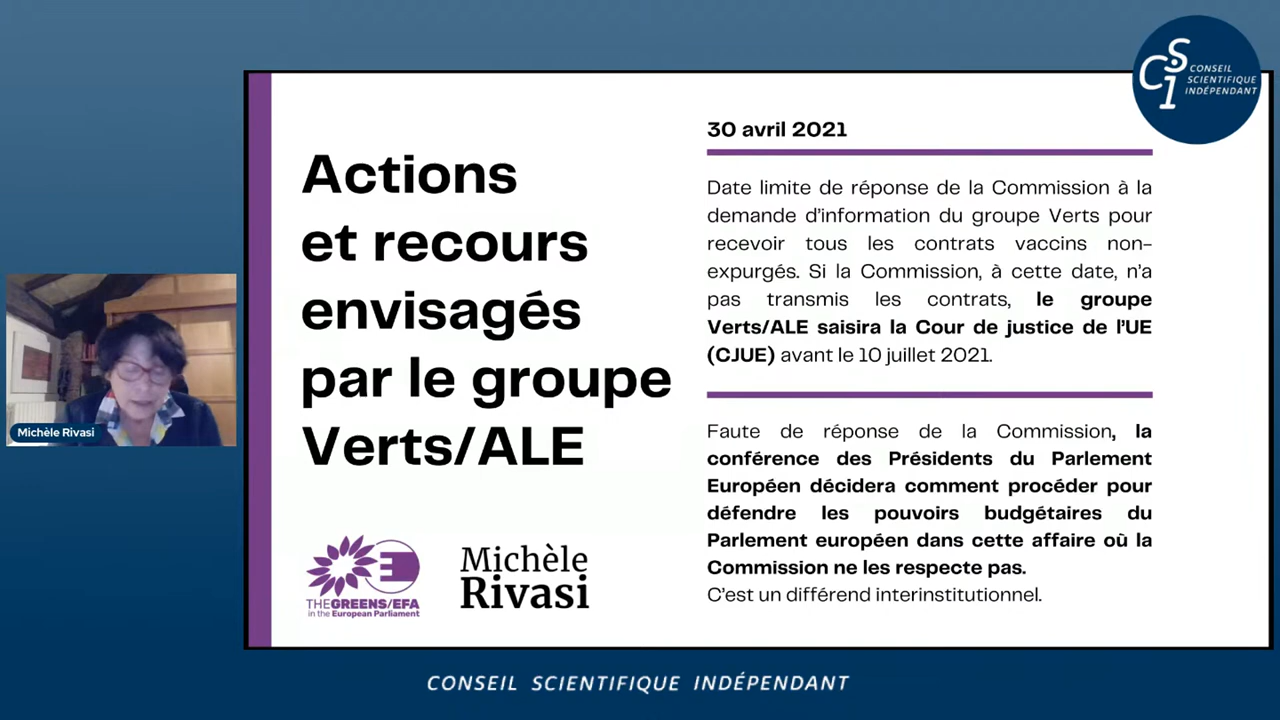 CSI CONSEIL
SCIENTIFIQUE
INDÉPENDANT
Actions
et recours
envisagés
par le groupe
Verts/ALE
THE GREENS/EFA
in the European Parliament
Michèle
Rivasi
30 avril 2021
Date limite de réponse de la Commission à la
demande d'information du groupe Verts pour
recevoir tous les contrats vaccins non-
expurgés. Si la Commission, à cette date, n'a
pas transmis les contrats, le groupe
Verts/ALE saisira la Cour de justice de l'UE
(CJUE) avant le 10 juillet 2021.
Faute de réponse de la Commission, la
conférence des Présidents du Parlement
Européen décidera comment procéder pour
défendre les pouvoirs budgétaires du
Parlement européen dans cette affaire où la
Commission ne les respecte pas.
C'est un différend interinstitutionnel.
Michèle Rivasi
CONSEIL SCIENTIFIQUE INDÉPENDANT